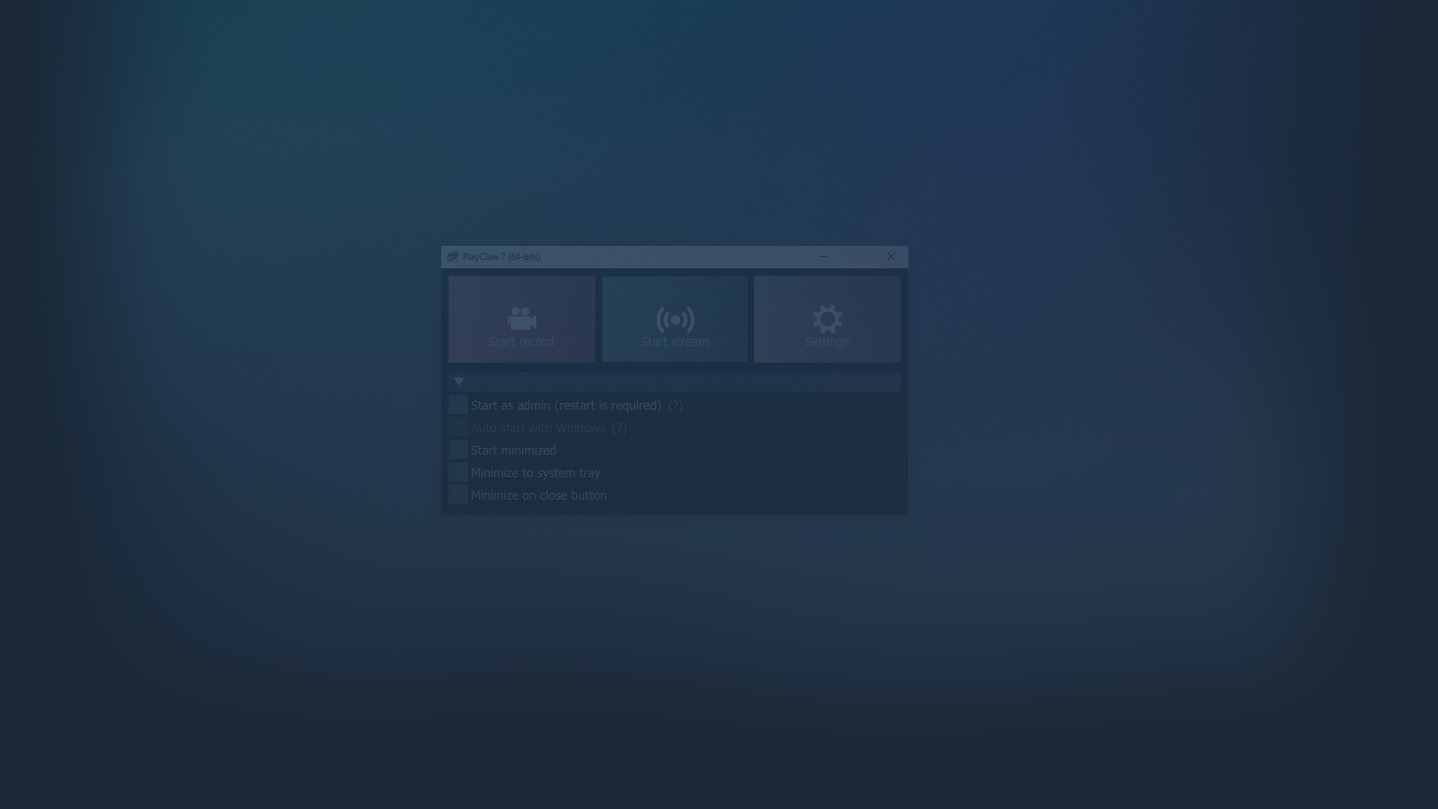 PlayClaw 7 (64-bits)
Start record
Start stream
Settings
Start as admin (restart is required) (?)
Auto start with Windows (?)
Start minimized
Minimize to system tray
Minimize on close button